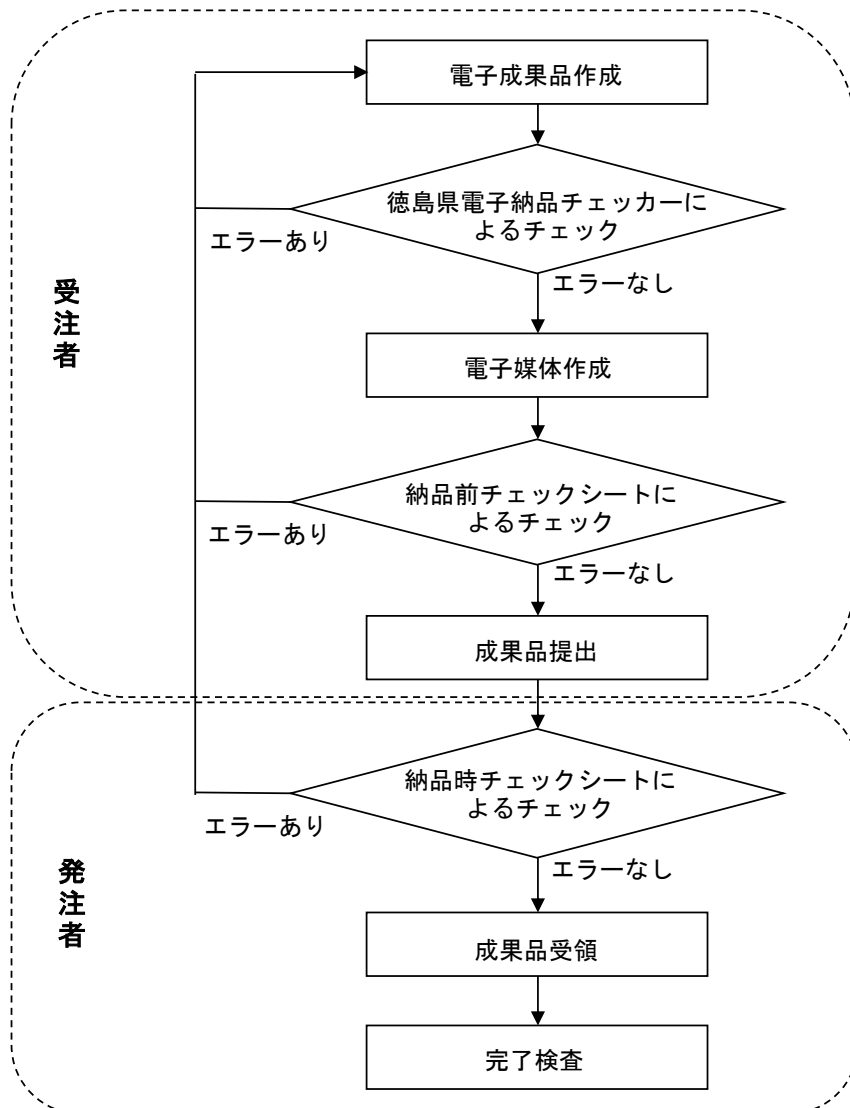 電子成果品作成
徳島県電子納品チェッカーに
よるチェック
エラーあり
エラーなし
受注者
電子媒体作成
納品前チェックシートに
よるチェック
エラーあり
エラーなし
成果品提出
納品時チェックシートに
よるチェック
エラーあり
エラーなし
発注者
成果品受領
完了検査